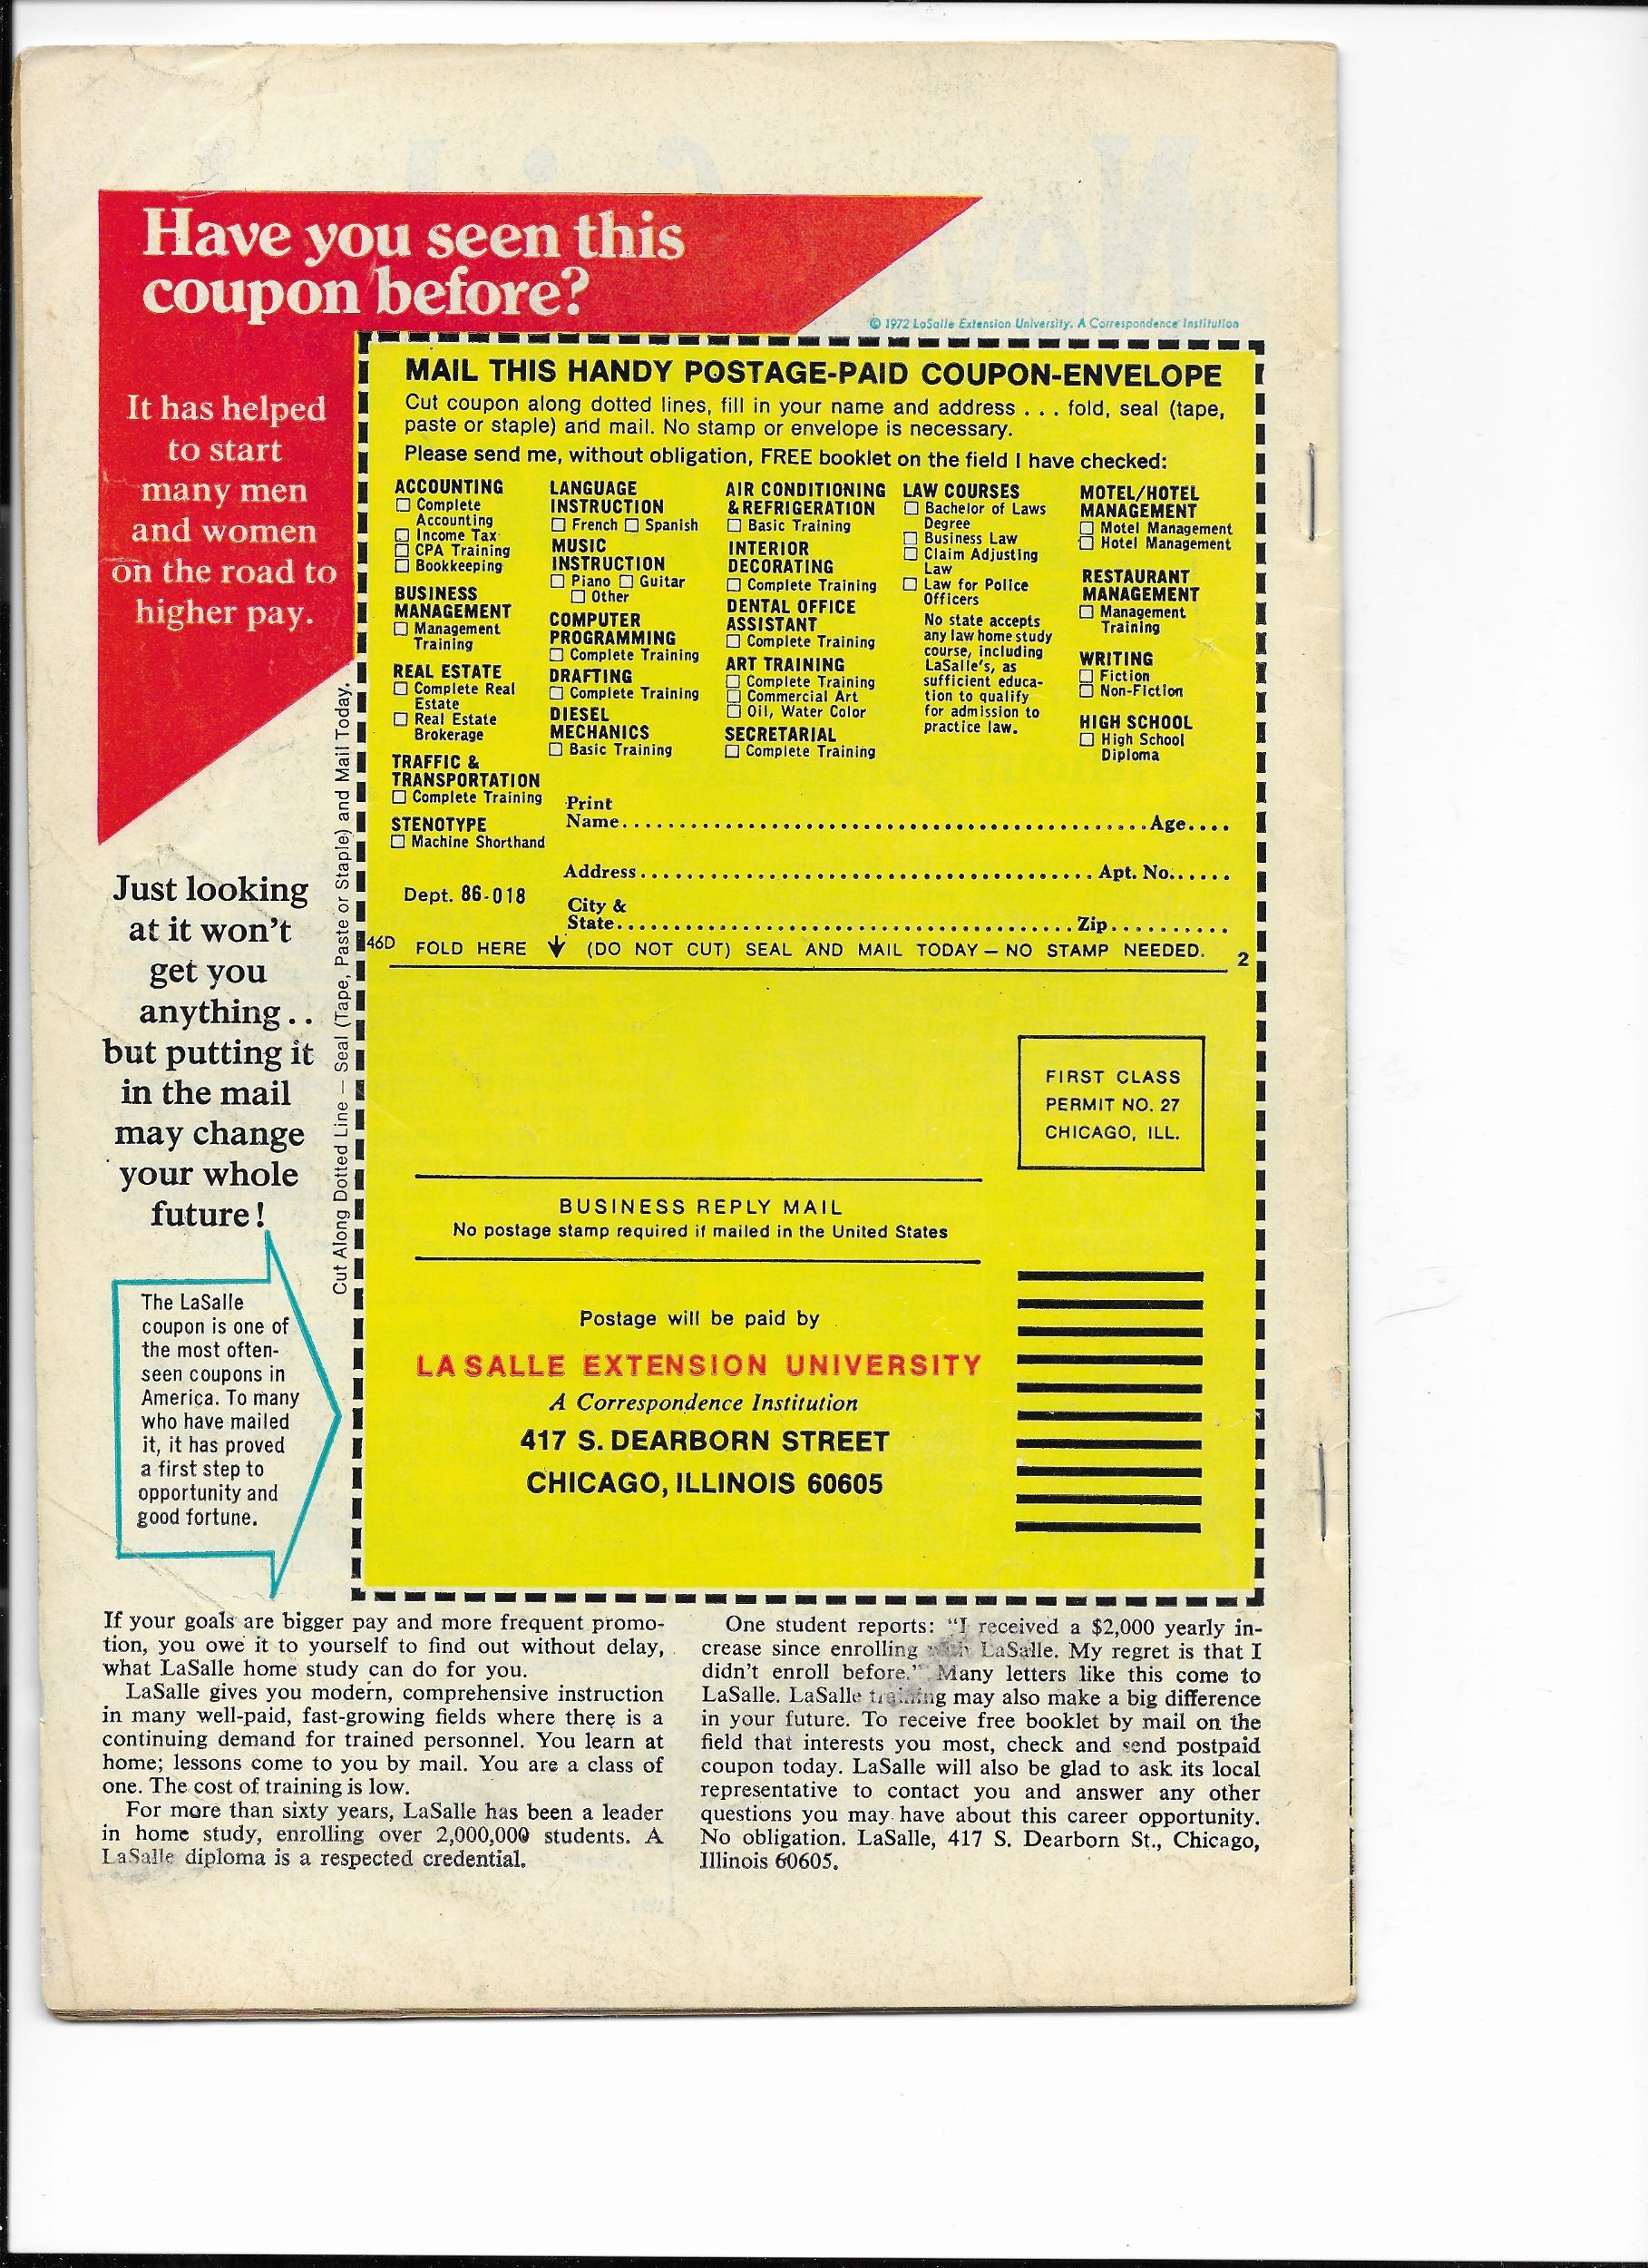 Have you seen this
coupon before?
© 1972 LaSalle Extension University. A Correspondence Institution
It has helped
to start
many men
and women
on the road to
higher pay.
Just looking
at it won't
get you
anything . .
but putting it
in the mail
may change
your whole
future!
The LaSalle
coupon is one of
the most often-
seen coupons in
America. To many
who have mailed
it, it has proved
a first step to
opportunity and
good fortune.
Cut Along Dotted Line — Seal (Tape, Paste or Staple) and Mail Today.
MAIL THIS HANDY POSTAGE-PAID COUPON-ENVELOPE
Cut coupon along dotted lines, fill in your name and address . . . fold, seal (tape,
paste or staple) and mail. No stamp or envelope is necessary.
Please send me, without obligation, FREE booklet on the field I have checked:
ACCOUNTING
☐ Complete
Accounting
☐ Income Tax
☐ CPA Training
☐ Bookkeeping
BUSINESS
MANAGEMENT
☐ Management
Training
REAL ESTATE
☐ Complete Real
Estate
☐ Real Estate
Brokerage
TRAFFIC &
TRANSPORTATION
☐ Complete Training
STENOTYPE
☐ Machine Shorthand
LANGUAGE
INSTRUCTION
☐ French ☐ Spanish
MUSIC
INSTRUCTION
☐ Piano ☐ Guitar
☐ Other
COMPUTER
PROGRAMMING
☐ Complete Training
DRAFTING
☐ Complete Training
DIESEL
MECHANICS
☐ Basic Training
AIR CONDITIONING
& REFRIGERATION
☐ Basic Training
INTERIOR
DECORATING
☐ Complete Training
DENTAL OFFICE
ASSISTANT
☐ Complete Training
ART TRAINING
☐ Complete Training
☐ Commercial Art
☐ Oil, Water Color
SECRETARIAL
☐ Complete Training
LAW COURSES
☐ Bachelor of Laws
Degree
☐ Business Law
☐ Claim Adjusting
Law
☐ Law for Police
Officers
No state accepts
any law home study
course, including
LaSalle's, as
sufficient educa-
tion to qualify
for admission to
practice law.
MOTEL/HOTEL
MANAGEMENT
☐ Motel Management
☐ Hotel Management
RESTAURANT
MANAGEMENT
☐ Management
Training
WRITING
☐ Fiction
☐ Non-Fiction
HIGH SCHOOL
☐ High School
Diploma
Print
Name.................................................Age....
Address.........................................Apt. No......
Dept. 86-018
City &
State...........................................Zip..........
46D FOLD HERE ↓ (DO NOT CUT) SEAL AND MAIL TODAY — NO STAMP NEEDED. 2
FIRST CLASS
PERMIT NO. 27
CHICAGO, ILL.
BUSINESS REPLY MAIL
No postage stamp required if mailed in the United States
Postage will be paid by
LA SALLE EXTENSION UNIVERSITY
A Correspondence Institution
417 S. DEARBORN STREET
CHICAGO, ILLINOIS 60605
If your goals are bigger pay and more frequent promo-
tion, you owe it to yourself to find out without delay,
what LaSalle home study can do for you.
LaSalle gives you modern, comprehensive instruction
in many well-paid, fast-growing fields where there is a
continuing demand for trained personnel. You learn at
home; lessons come to you by mail. You are a class of
one. The cost of training is low.
For more than sixty years, LaSalle has been a leader
in home study, enrolling over 2,000,000 students. A
LaSalle diploma is a respected credential.
One student reports: "I received a $2,000 yearly in-
crease since enrolling with LaSalle. My regret is that I
didn't enroll before." Many letters like this come to
LaSalle. LaSalle training may also make a big difference
in your future. To receive free booklet by mail on the
field that interests you most, check and send postpaid
coupon today. LaSalle will also be glad to ask its local
representative to contact you and answer any other
questions you may have about this career opportunity.
No obligation. LaSalle, 417 S. Dearborn St., Chicago,
Illinois 60605.